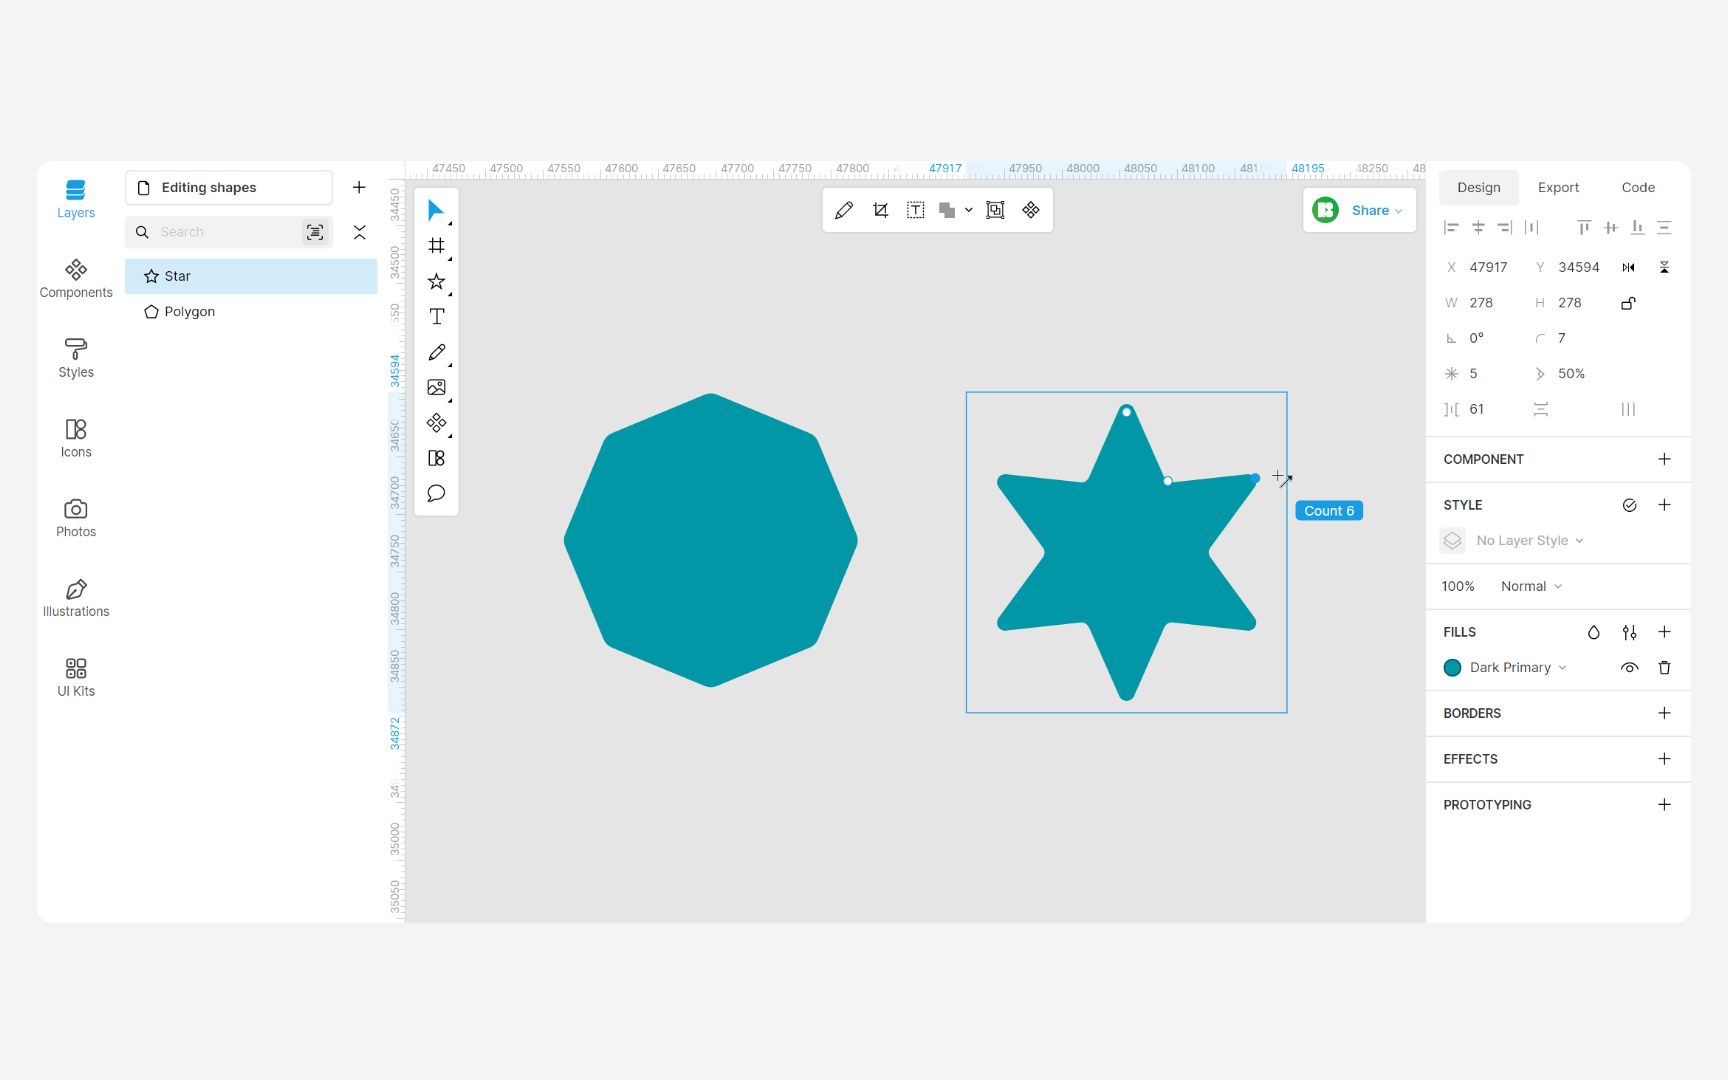 Layers
Components
Styles
Icons
Photos
Illustrations
UI Kits
Editing shapes
Search
Star
Polygon
47450 47500 47550 47600 47650 47700 47750 47800 47917 47950 48000 48050 48100 481 48195 48250 48
34450
34500
550
34594
34650
34700
34750
34800
34850
34872
34
35000
35050
Share
Count 6
Design Export Code
X 47917 Y 34594
W 278 H 278
0° 7
5 50%
61
COMPONENT
STYLE
No Layer Style
100% Normal
FILLS
Dark Primary
BORDERS
EFFECTS
PROTOTYPING